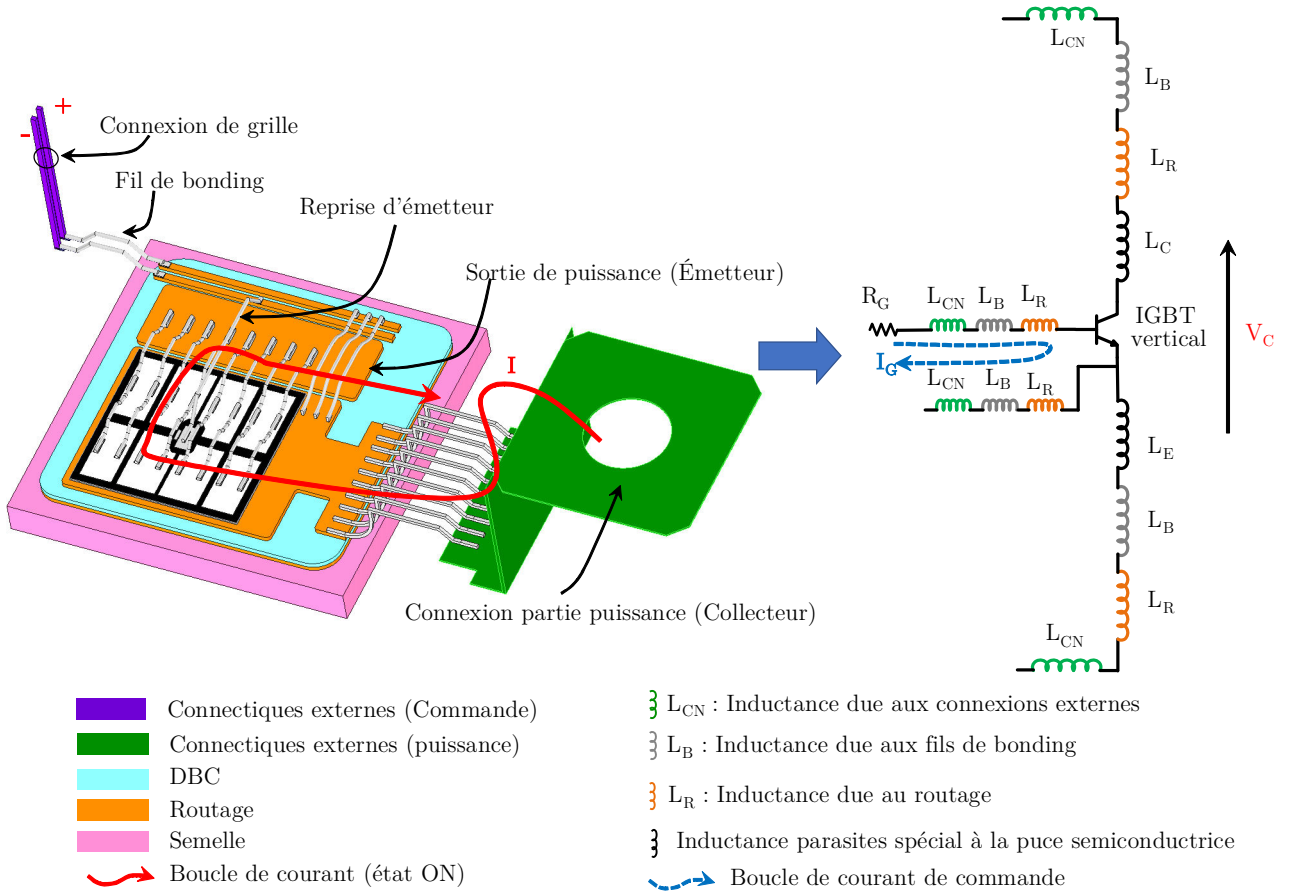 +
-
Connexion de grille
Fil de bonding
Reprise d'émetteur
Sortie de puissance (Émetteur)
I
Connexion partie puissance (Collecteur)
L_CN
L_B
L_R
L_C
R_G
L_CN
L_B
L_R
IGBT
vertical
V_C
I_G
L_CN
L_B
L_R
L_E
L_B
L_R
L_CN
Connectiques externes (Commande)
Connectiques externes (puissance)
DBC
Routage
Semelle
Boucle de courant (état ON)
L_CN : Inductance due aux connexions externes
L_B : Inductance due aux fils de bonding
L_R : Inductance due au routage
Inductance parasites spécial à la puce semiconductrice
Boucle de courant de commande